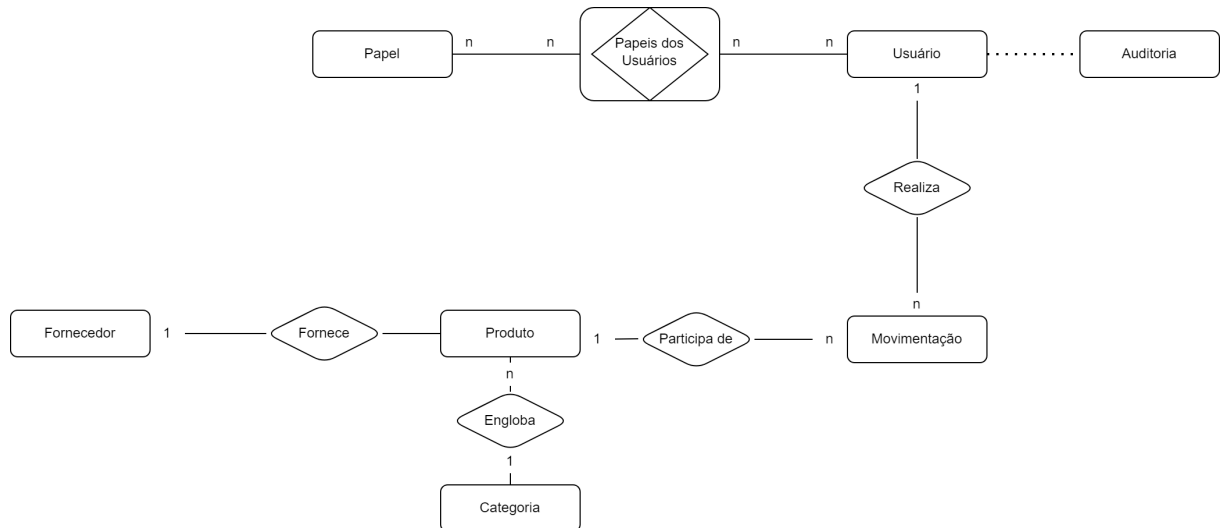 Papel
n
n
Papeis dos
Usuários
n
n
Usuário
Auditoria
1
Realiza
n
Fornecedor
1
Fornece
Produto
1
Participa de
n
Movimentação
n
Engloba
1
Categoria